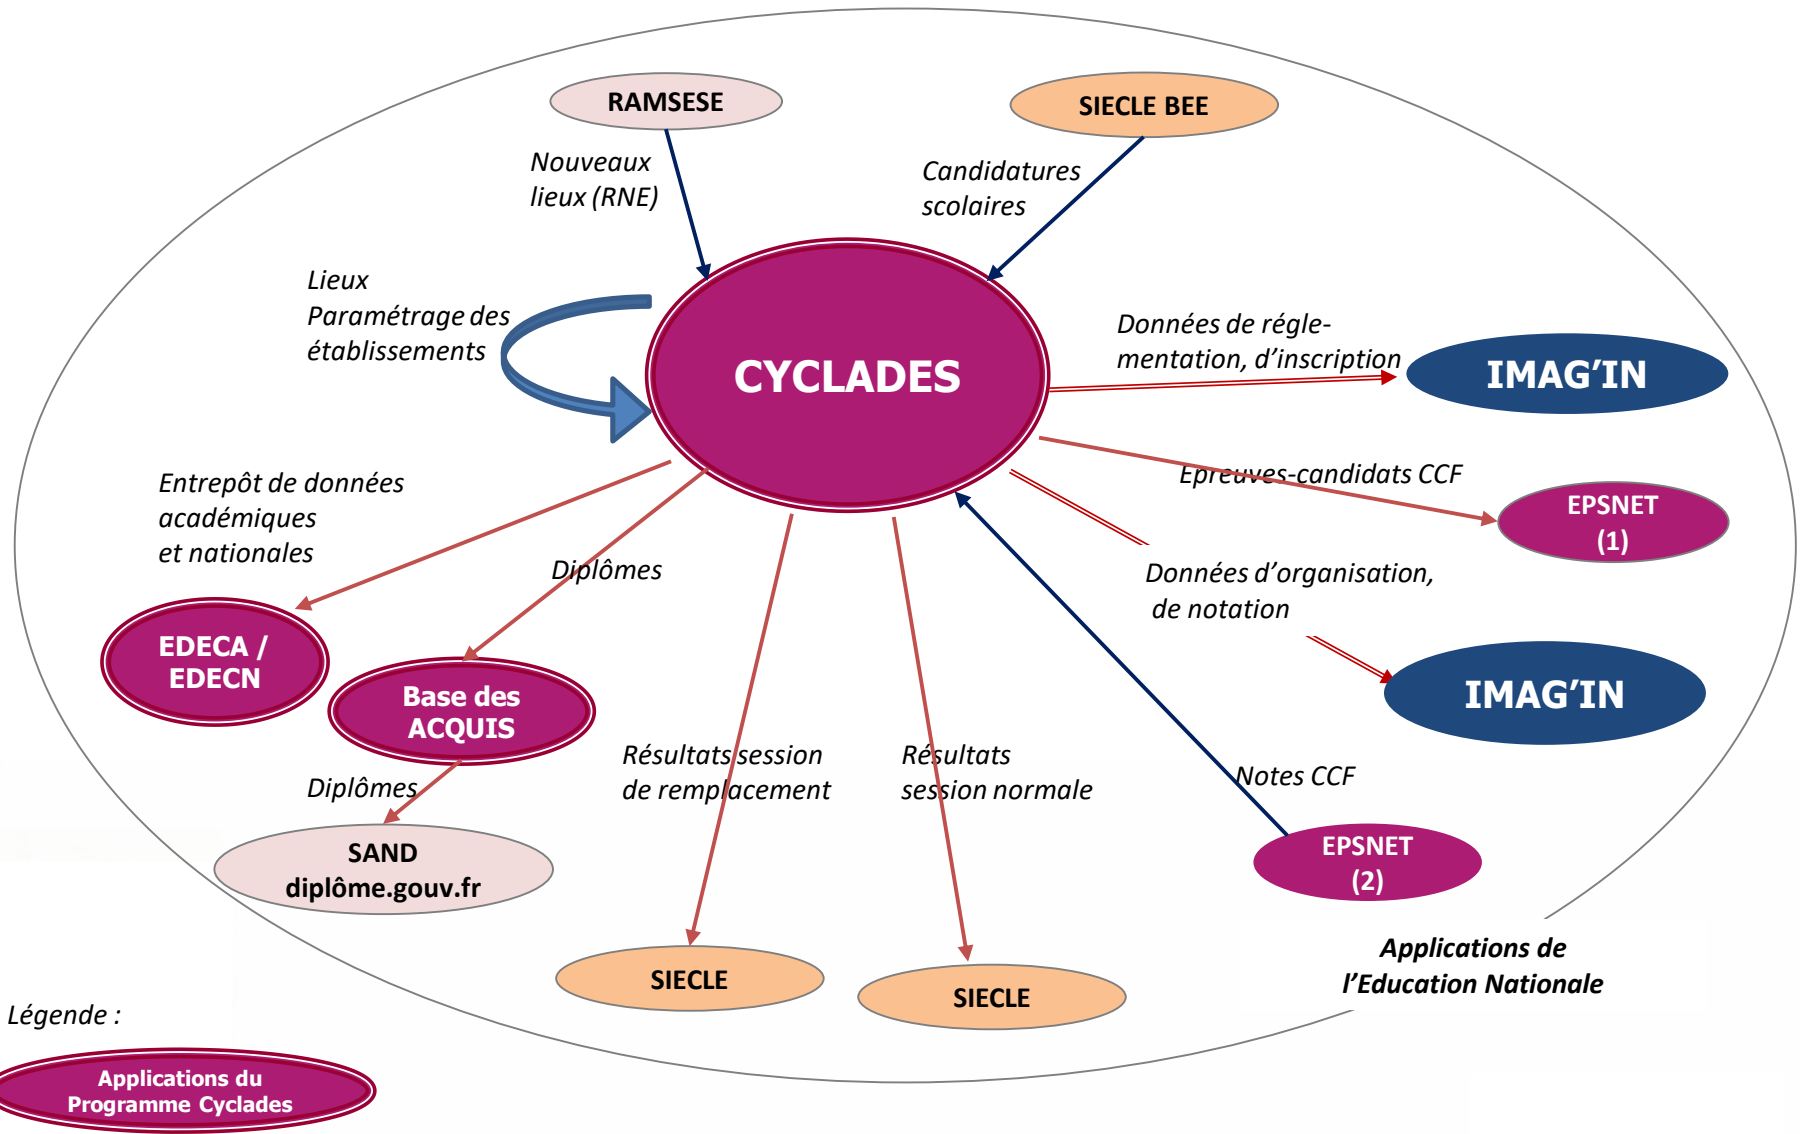 RAMSESE
SIECLE BEE
Nouveaux
lieux (RNE)
Candidatures
scolaires
Lieux
Paramétrage des
établissements
CYCLADES
Données de régle-
mentation, d’inscription
IMAG’IN
Entrepôt de données
académiques
et nationales
Epreuves-candidats CCF
EPSNET
(1)
Diplômes
Données d’organisation,
de notation
EDECA /
EDECN
Base des
ACQUIS
IMAG’IN
Résultats session
de remplacement
Résultats
session normale
Notes CCF
Diplômes
SAND
diplôme.gouv.fr
EPSNET
(2)
SIECLE
SIECLE
Applications de
l’Education Nationale
Légende :
Applications du
Programme Cyclades